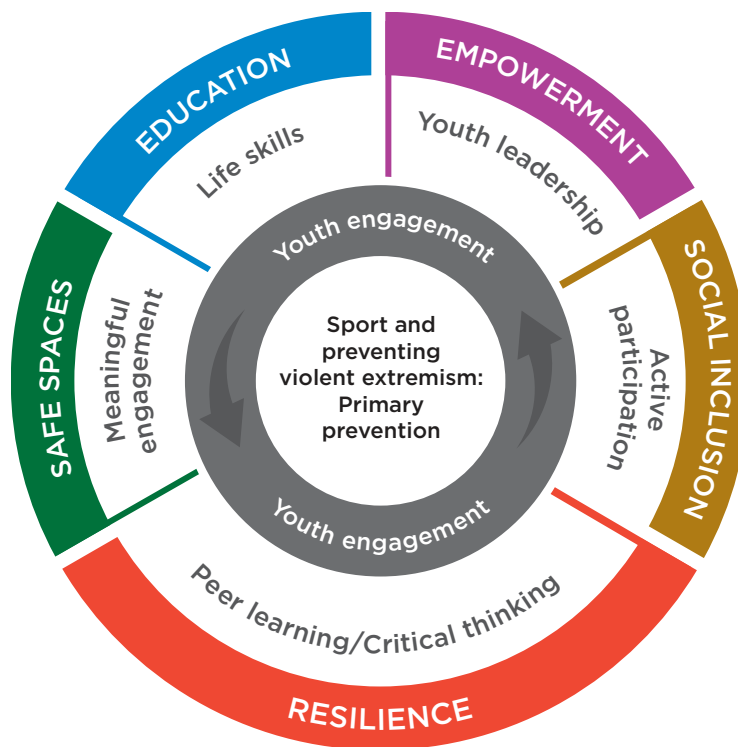 EDUCATION
EMPOWERMENT
Life skills
Youth leadership
Youth engagement
SAFE SPACES
Meaningful
engagement
Sport and
preventing
violent extremism:
Primary
prevention
Active
participation
SOCIAL INCLUSION
Youth engagement
Peer learning/Critical thinking
RESILIENCE